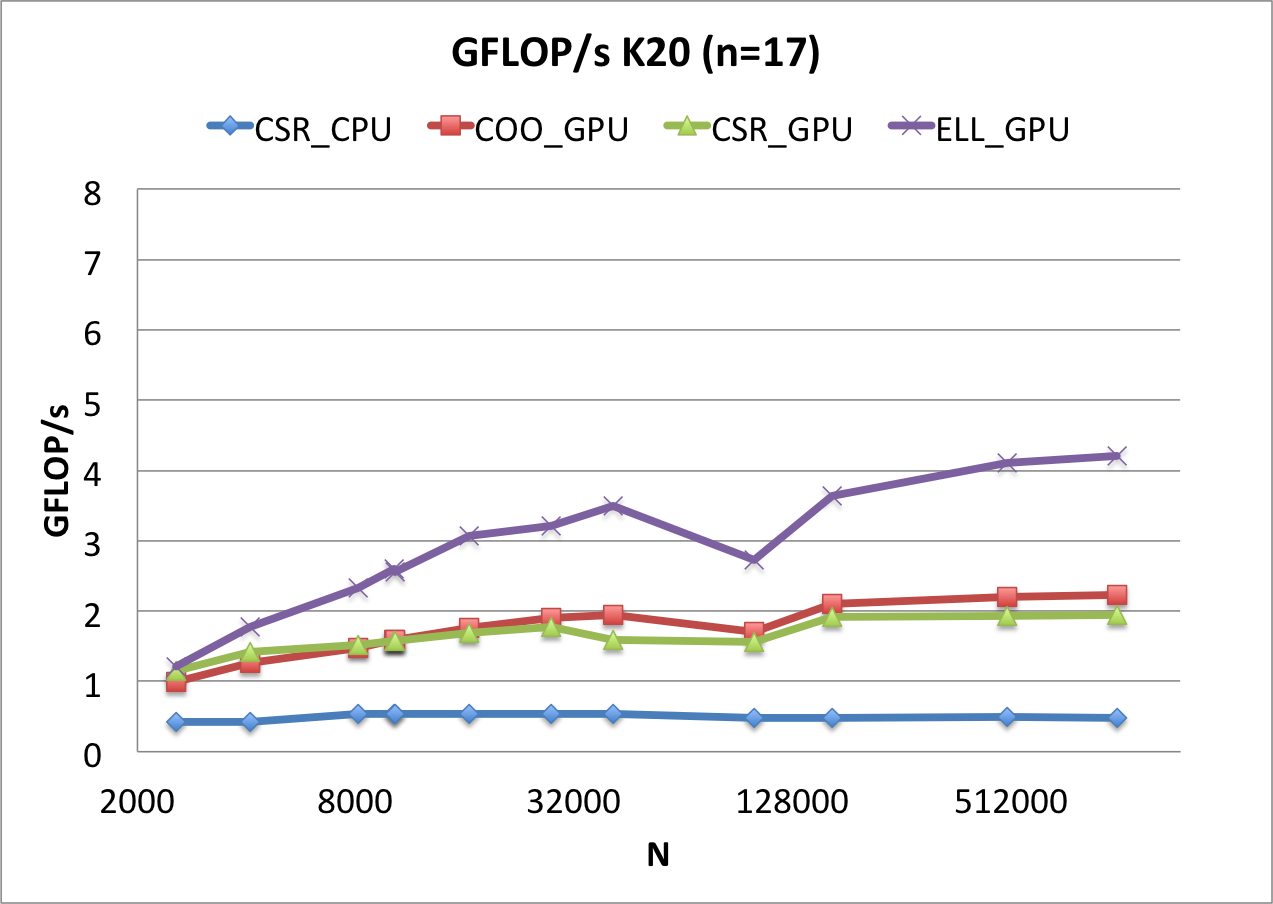 GFLOP/s K20 (n=17)
CSR_CPU COO_GPU CSR_GPU ELL_GPU
8
7
6
5
4
3
2
1
0
GFLOP/s
2000 8000 32000 128000 512000
N